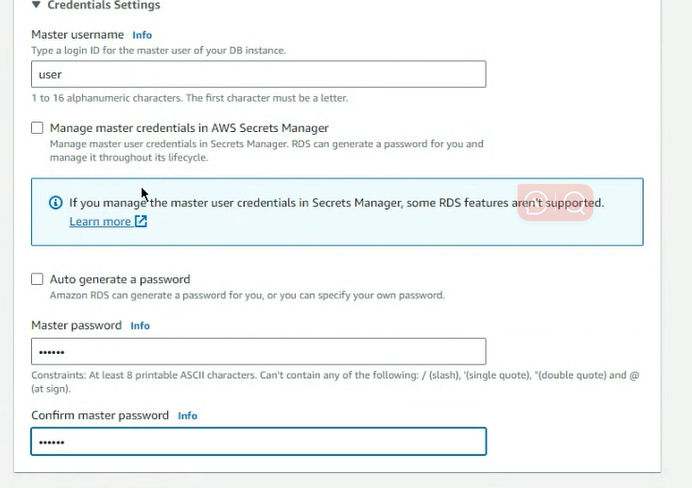 Credentials Settings
Master username Info
Type a login ID for the master user of your DB instance.
user
1 to 16 alphanumeric characters. The first character must be a letter.
Manage master credentials in AWS Secrets Manager
Manage master user credentials in Secrets Manager. RDS can generate a password for you and
manage it throughout its lifecycle.
If you manage the master user credentials in Secrets Manager, some RDS features aren't supported.
Learn more
Auto generate a password
Amazon RDS can generate a password for you, or you can specify your own password.
Master password Info
••••••
Constraints: At least 8 printable ASCII characters. Can't contain any of the following: / (slash), '(single quote), "(double quote) and @
(at sign).
Confirm master password Info
••••••